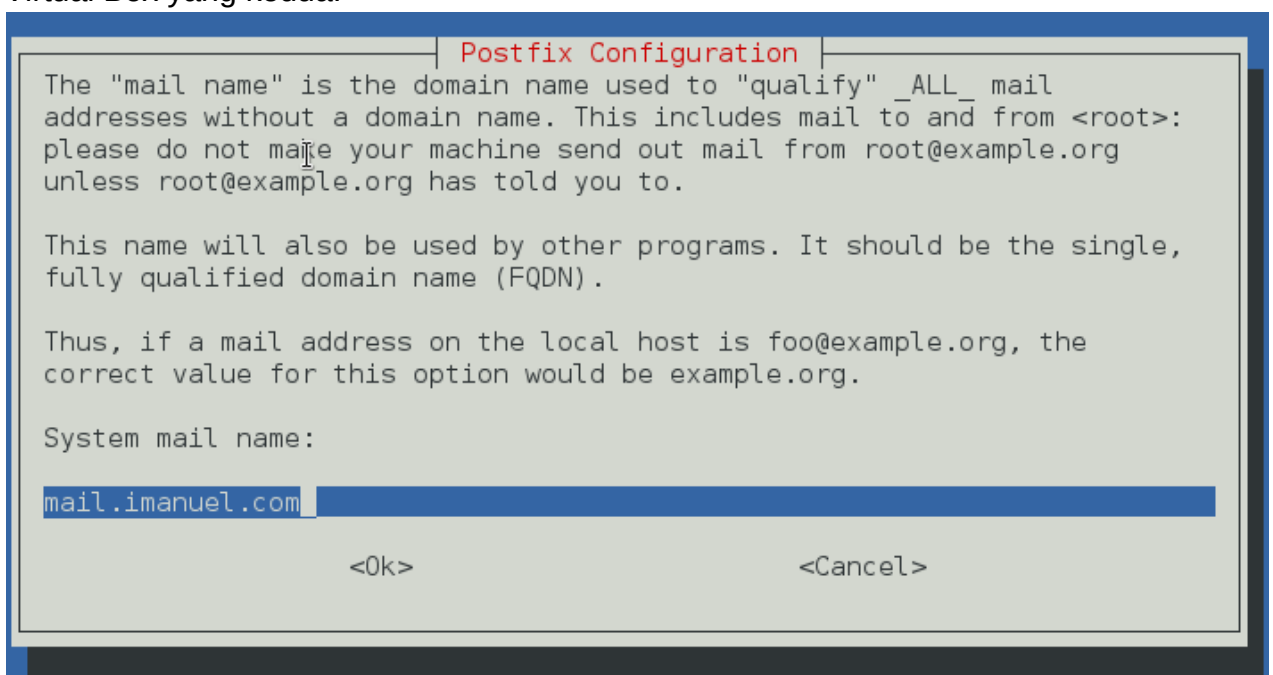 Virtual Box yang kedua.
Postfix Configuration
The "mail name" is the domain name used to "qualify" _ALL_ mail
addresses without a domain name. This includes mail to and from <root>:
please do not make your machine send out mail from root@example.org
unless root@example.org has told you to.
This name will also be used by other programs. It should be the single,
fully qualified domain name (FQDN).
Thus, if a mail address on the local host is foo@example.org, the
correct value for this option would be example.org.
System mail name:
mail.imanuel.com
<Ok> <Cancel>